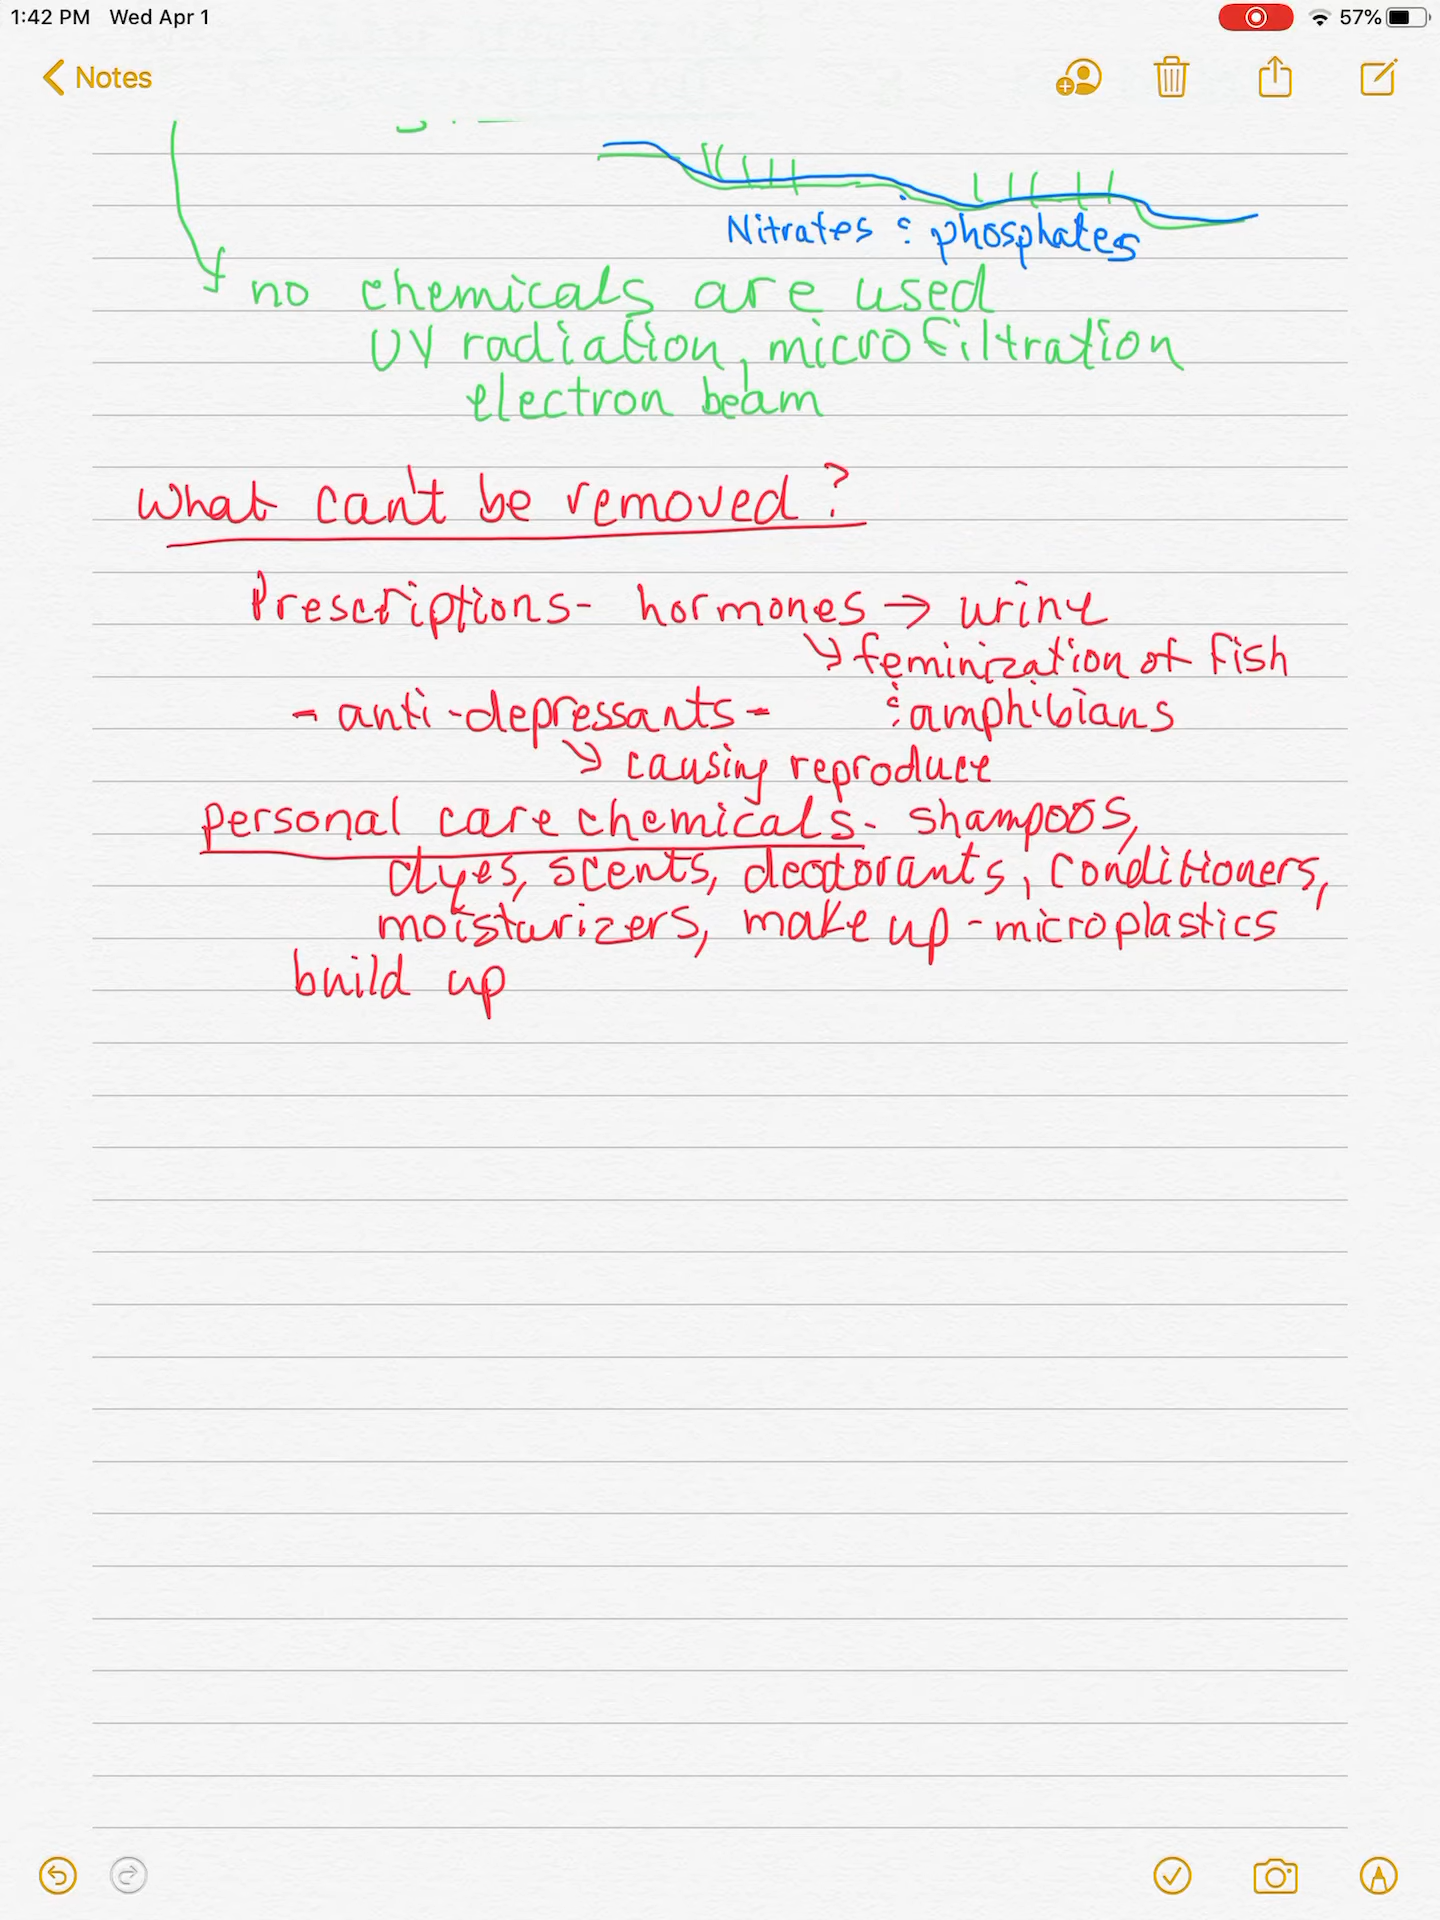 1:42 PM Wed Apr 1 57%
Notes
Nitrates & phosphates
no chemicals are used
UV radiation, microfiltration
electron beam
What can't be removed?
Prescriptions- hormones → urine
↘ feminization of fish
- anti-depressants- & amphibians
↘ causing reproduce
personal care chemicals- shampoos,
dyes, scents, deodorants, conditioners,
moisturizers, make up - microplastics
build up